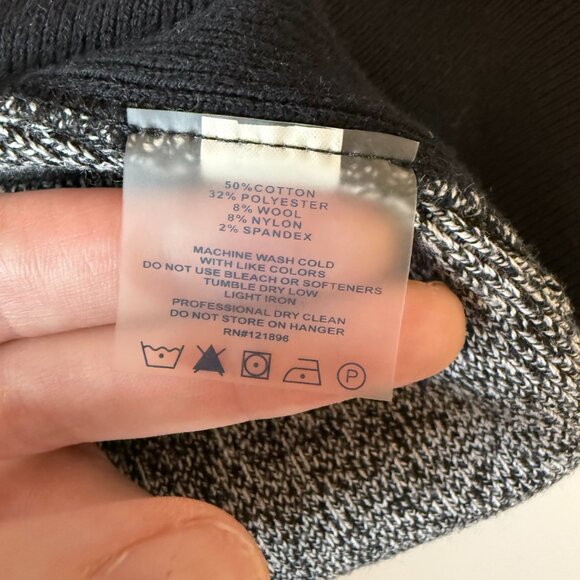 50%COTTON
32% POLYESTER
8% WOOL
8% NYLON
2% SPANDEX
MACHINE WASH COLD
WITH LIKE COLORS
DO NOT USE BLEACH OR SOFTENERS
TUMBLE DRY LOW
LIGHT IRON
PROFESSIONAL DRY CLEAN
DO NOT STORE ON HANGER
RN#121896
P